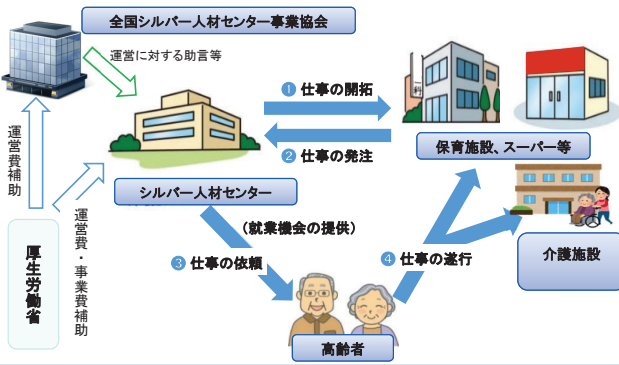 全国シルバー人材センター事業協会
運営に対する助言等
❶ 仕事の開拓
❷ 仕事の発注
保育施設、スーパー等
運営費補助
シルバー人材センター
(就業機会の提供)
運営費・事業費補助
厚生労働省
❸ 仕事の依頼
❹ 仕事の遂行
介護施設
高齢者